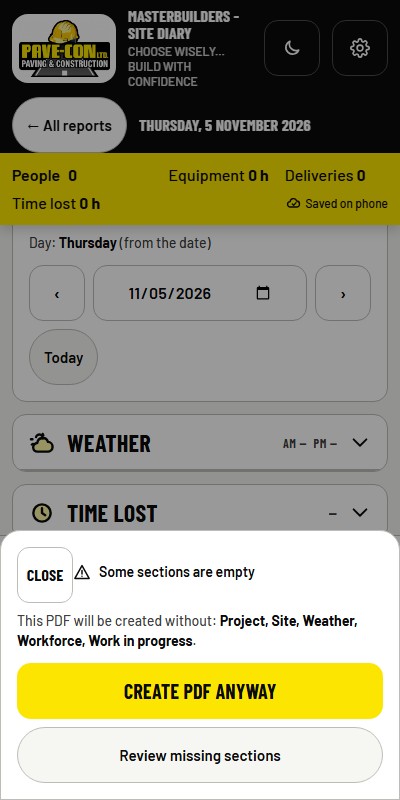 PAVE-CON LTD.
PAVING & CONSTRUCTION
MASTERBUILDERS –
SITE DIARY
CHOOSE WISELY...
BUILD WITH
CONFIDENCE
← All reports
THURSDAY, 5 NOVEMBER 2026
People 0 Equipment 0 h Deliveries 0
Time lost 0 h Saved on phone
Day: Thursday (from the date)
‹ 11/05/2026 ›
Today
WEATHER AM – PM –
TIME LOST –
CLOSE Some sections are empty
This PDF will be created without: Project, Site, Weather,
Workforce, Work in progress.
CREATE PDF ANYWAY
Review missing sections